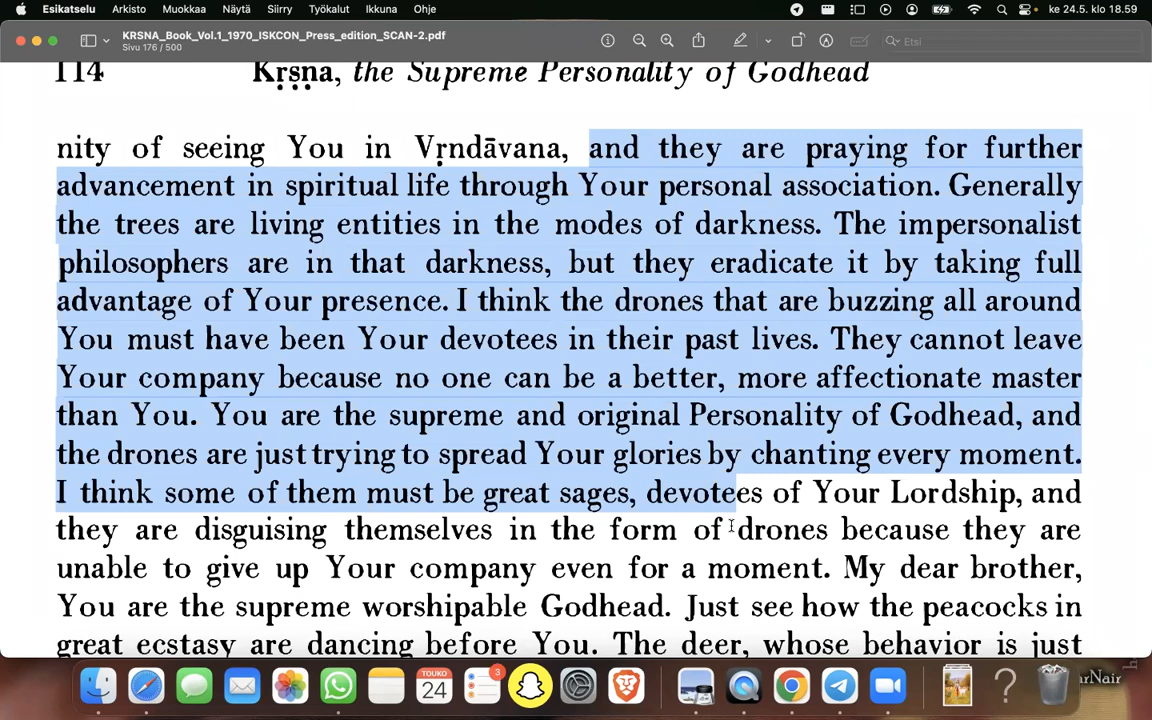 Esikatselu Arkisto Muokkaa Näytä Siirry Työkalut Ikkuna Ohje ke 24.5. klo 18.59
KRSNA_Book_Vol.1_1970_ISKCON_Press_edition_SCAN-2.pdf
Sivu 176 / 500
Etsi
114 Kṛṣṇa, the Supreme Personality of Godhead
nity of seeing You in Vṛndāvana, and they are praying for further
advancement in spiritual life through Your personal association. Generally
the trees are living entities in the modes of darkness. The impersonalist
philosophers are in that darkness, but they eradicate it by taking full
advantage of Your presence. I think the drones that are buzzing all around
You must have been Your devotees in their past lives. They cannot leave
Your company because no one can be a better, more affectionate master
than You. You are the supreme and original Personality of Godhead, and
the drones are just trying to spread Your glories by chanting every moment.
I think some of them must be great sages, devotees of Your Lordship, and
they are disguising themselves in the form of drones because they are
unable to give up Your company even for a moment. My dear brother,
You are the supreme worshipable Godhead. Just see how the peacocks in
great ecstasy are dancing before You. The deer, whose behavior is just
TOUKO
24
3
arNair